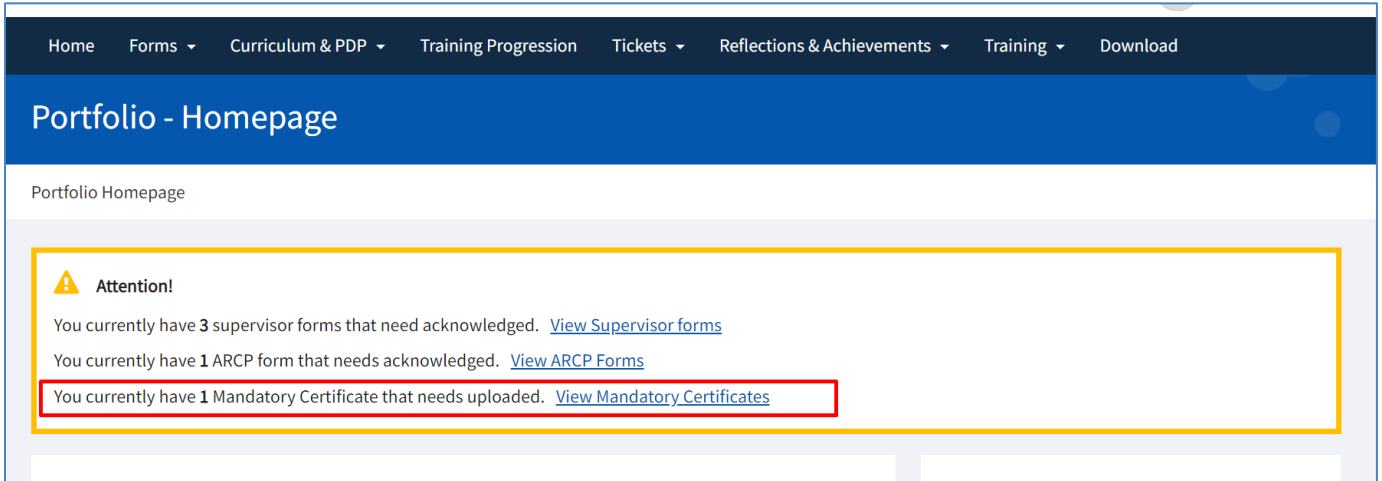 Home Forms Curriculum & PDP Training Progression Tickets Reflections & Achievements Training Download
Portfolio - Homepage
Portfolio Homepage
Attention!
You currently have 3 supervisor forms that need acknowledged. View Supervisor forms
You currently have 1 ARCP form that needs acknowledged. View ARCP Forms
You currently have 1 Mandatory Certificate that needs uploaded. View Mandatory Certificates